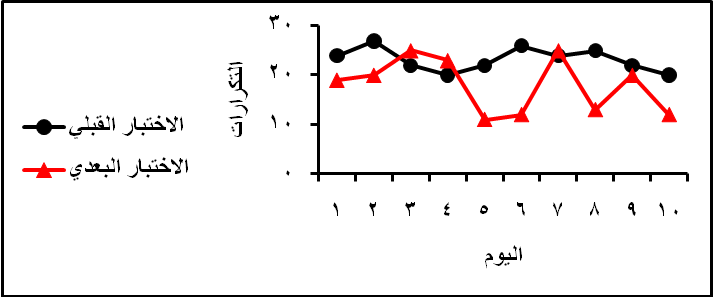 ٣٠
٢٠
١٠
٠
التكرارات
الاختبار القبلي
الاختبار البعدي
١ ٢ ٣ ٤ ٥ ٦ ٧ ٨ ٩ ١٠
اليوم